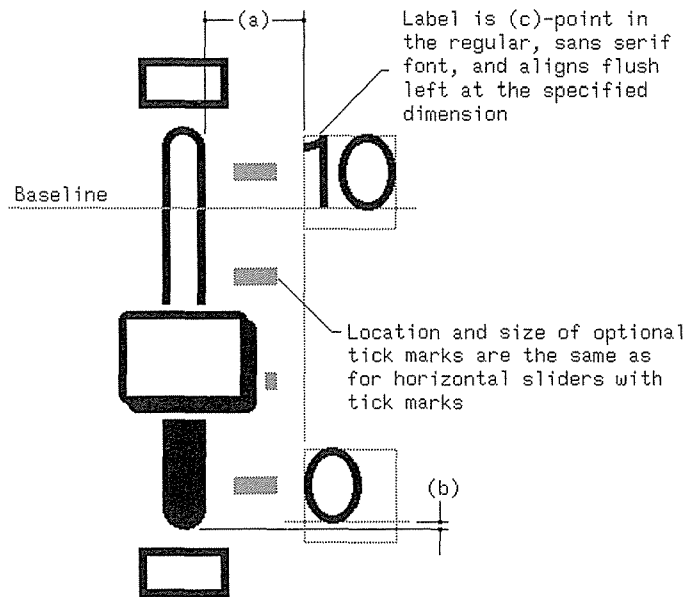 (a)
Label is (c)-point in
the regular, sans serif
font, and aligns flush
left at the specified
dimension
10
Baseline
Location and size of optional
tick marks are the same as
for horizontal sliders with
tick marks
0
(b)